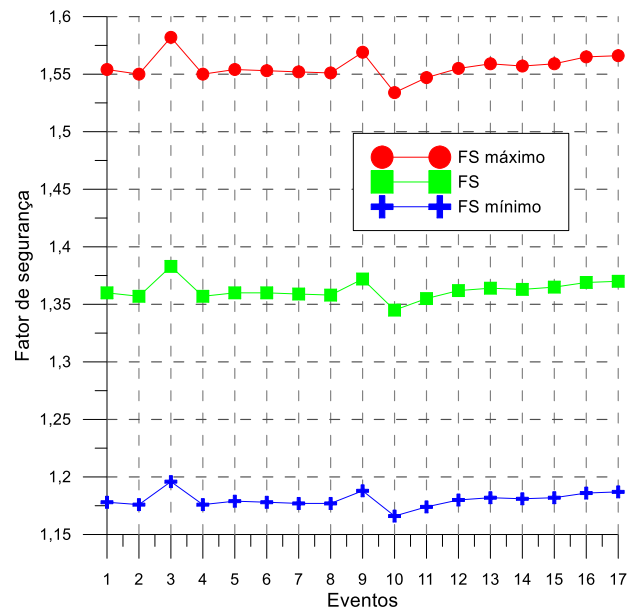 1,6
1,55
1,5
1,45
1,4
1,35
1,3
1,25
1,2
1,15
Fator de segurança
FS máximo
FS
FS mínimo
1 2 3 4 5 6 7 8 9 10 11 12 13 14 15 16 17
Eventos